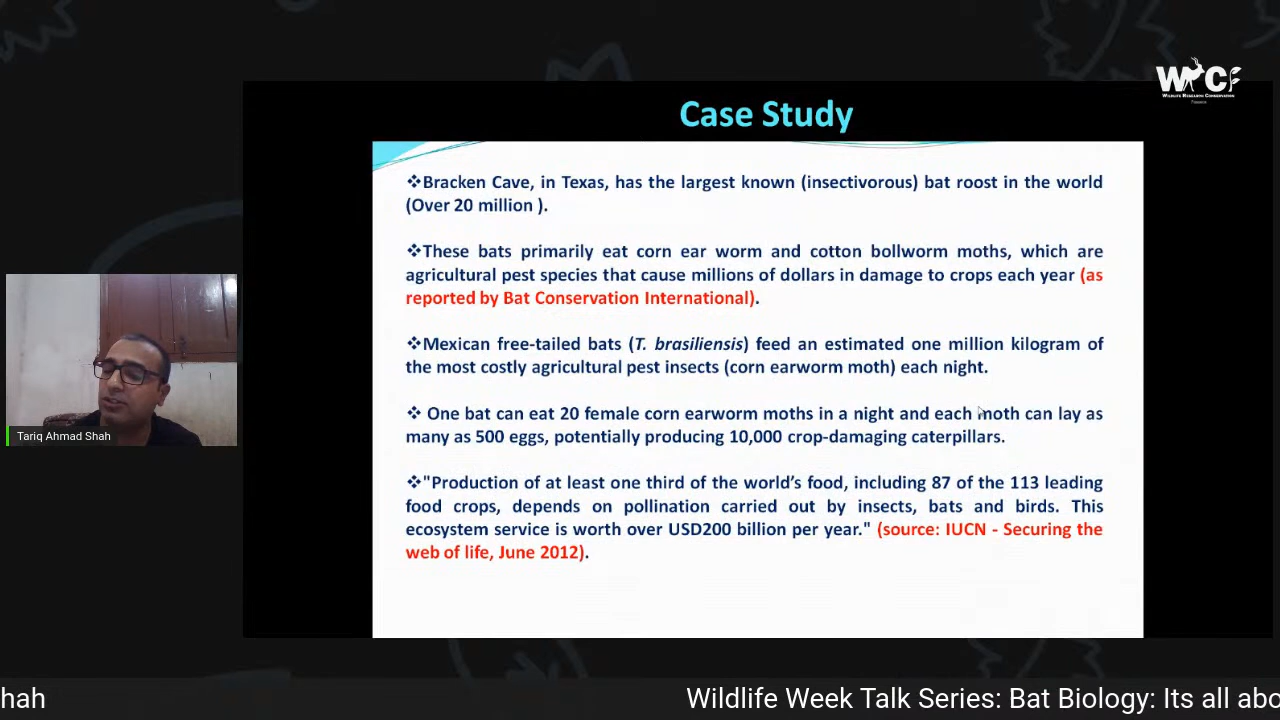 WRCF
WILDLIFE RESEARCH CONSERVATION
Case Study
❖Bracken Cave, in Texas, has the largest known (insectivorous) bat roost in the world
(Over 20 million ).
❖These bats primarily eat corn ear worm and cotton bollworm moths, which are
agricultural pest species that cause millions of dollars in damage to crops each year (as
reported by Bat Conservation International).
❖Mexican free-tailed bats (T. brasiliensis) feed an estimated one million kilogram of
the most costly agricultural pest insects (corn earworm moth) each night.
❖ One bat can eat 20 female corn earworm moths in a night and each moth can lay as
many as 500 eggs, potentially producing 10,000 crop-damaging caterpillars.
❖"Production of at least one third of the world's food, including 87 of the 113 leading
food crops, depends on pollination carried out by insects, bats and birds. This
ecosystem service is worth over USD200 billion per year." (source: IUCN - Securing the
web of life, June 2012).
Tariq Ahmad Shah
hah Wildlife Week Talk Series: Bat Biology: Its all abo